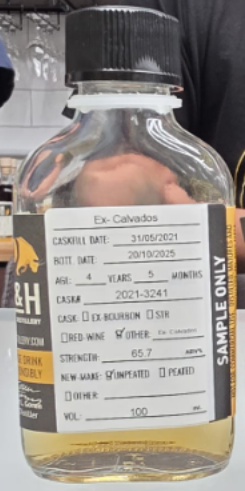 Ex- Calvados
CASKFILL DATE: 31/05/2021
BOTT. DATE: 20/10/2025
AGE: 4 YEARS 5 MONTHS
CASK# 2021-3241
CASK: ☐ EX-BOURBON ☐ STR
☐ RED-WINE ☑ OTHER: Ex-Calvados
STRENGTH: 65.7 ABV%
NEW-MAKE: ☑ UNPEATED ☐ PEATED
☐ OTHER:
VOL: 100 ML
SAMPLE ONLY
&H
DISTILLERY
DRINK